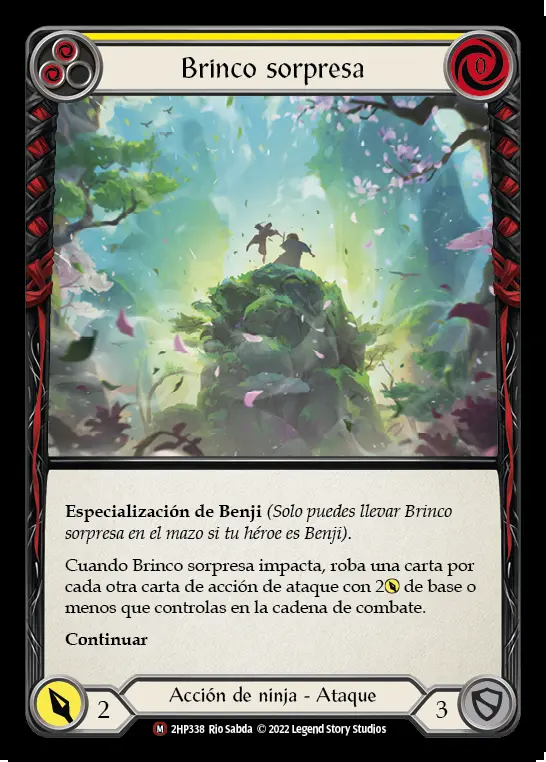 Brinco sorpresa
0
Especialización de Benji (Solo puedes llevar Brinco
sorpresa en el mazo si tu héroe es Benji).
Cuando Brinco sorpresa impacta, roba una carta por
cada otra carta de acción de ataque con 2 de base o
menos que controlas en la cadena de combate.
Continuar
2
Acción de ninja - Ataque
3
M 2HP338 Rio Sabda © 2022 Legend Story Studios